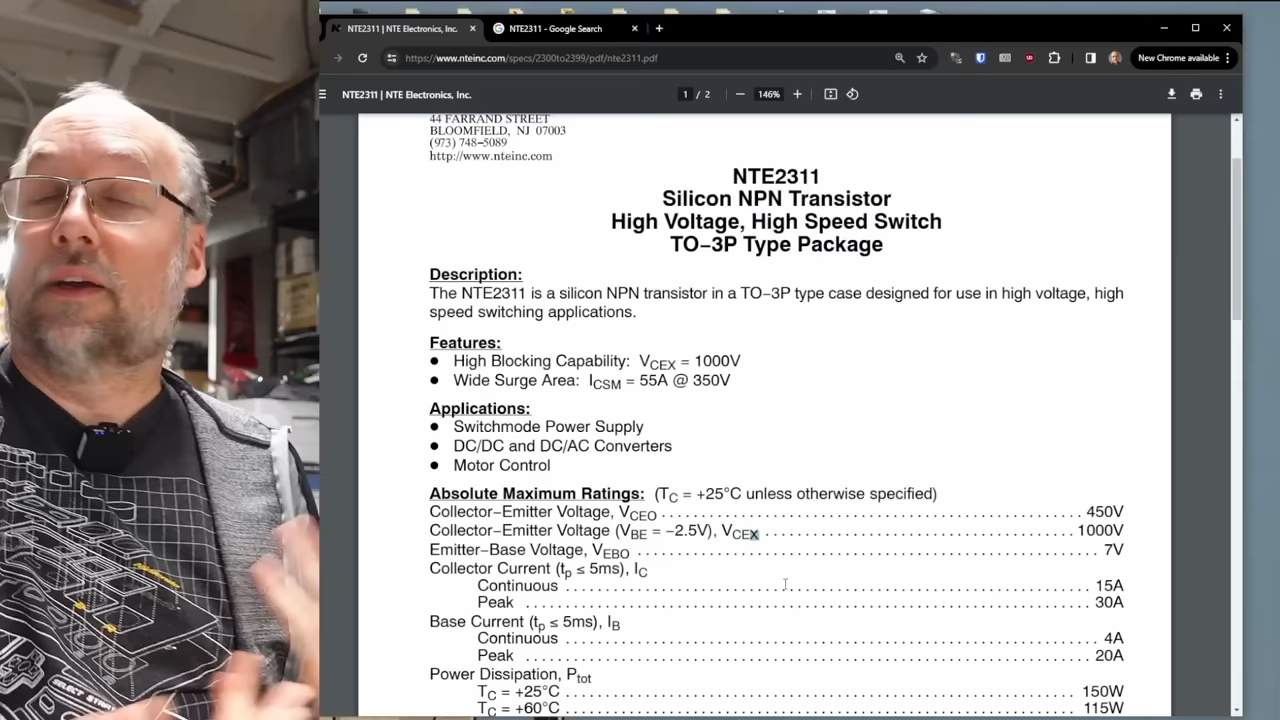 NTE2311 | NTE Electronics, Inc.
NTE2311 - Google Search
https://www.nteinc.com/specs/2300to2399/pdf/nte2311.pdf
New Chrome available
NTE2311 | NTE Electronics, Inc.
1 / 2
146%
44 FARRAND STREET
BLOOMFIELD, NJ 07003
(973) 748–5089
http://www.nteinc.com
NTE2311
Silicon NPN Transistor
High Voltage, High Speed Switch
TO–3P Type Package
Description:
The NTE2311 is a silicon NPN transistor in a TO–3P type case designed for use in high voltage, high
speed switching applications.
Features:
● High Blocking Capability: VCEX = 1000V
● Wide Surge Area: ICSM = 55A @ 350V
Applications:
● Switchmode Power Supply
● DC/DC and DC/AC Converters
● Motor Control
Absolute Maximum Ratings: (TC = +25°C unless otherwise specified)
Collector–Emitter Voltage, VCEO 450V
Collector–Emitter Voltage (VBE = –2.5V), VCEX 1000V
Emitter–Base Voltage, VEBO 7V
Collector Current (tp ≤ 5ms), IC
Continuous 15A
Peak 30A
Base Current (tp ≤ 5ms), IB
Continuous 4A
Peak 20A
Power Dissipation, Ptot
TC = +25°C 150W
TC = +60°C 115W